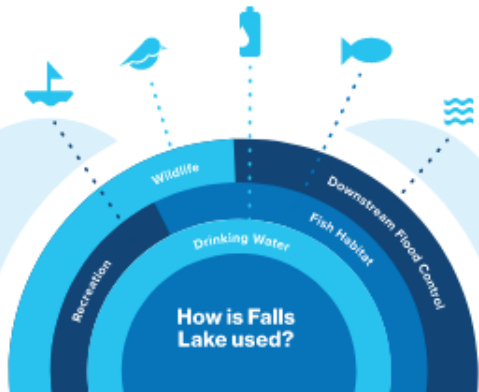 Wildlife
Downstream Flood Control
Recreation
Fish Habitat
Drinking Water
How is Falls
Lake used?